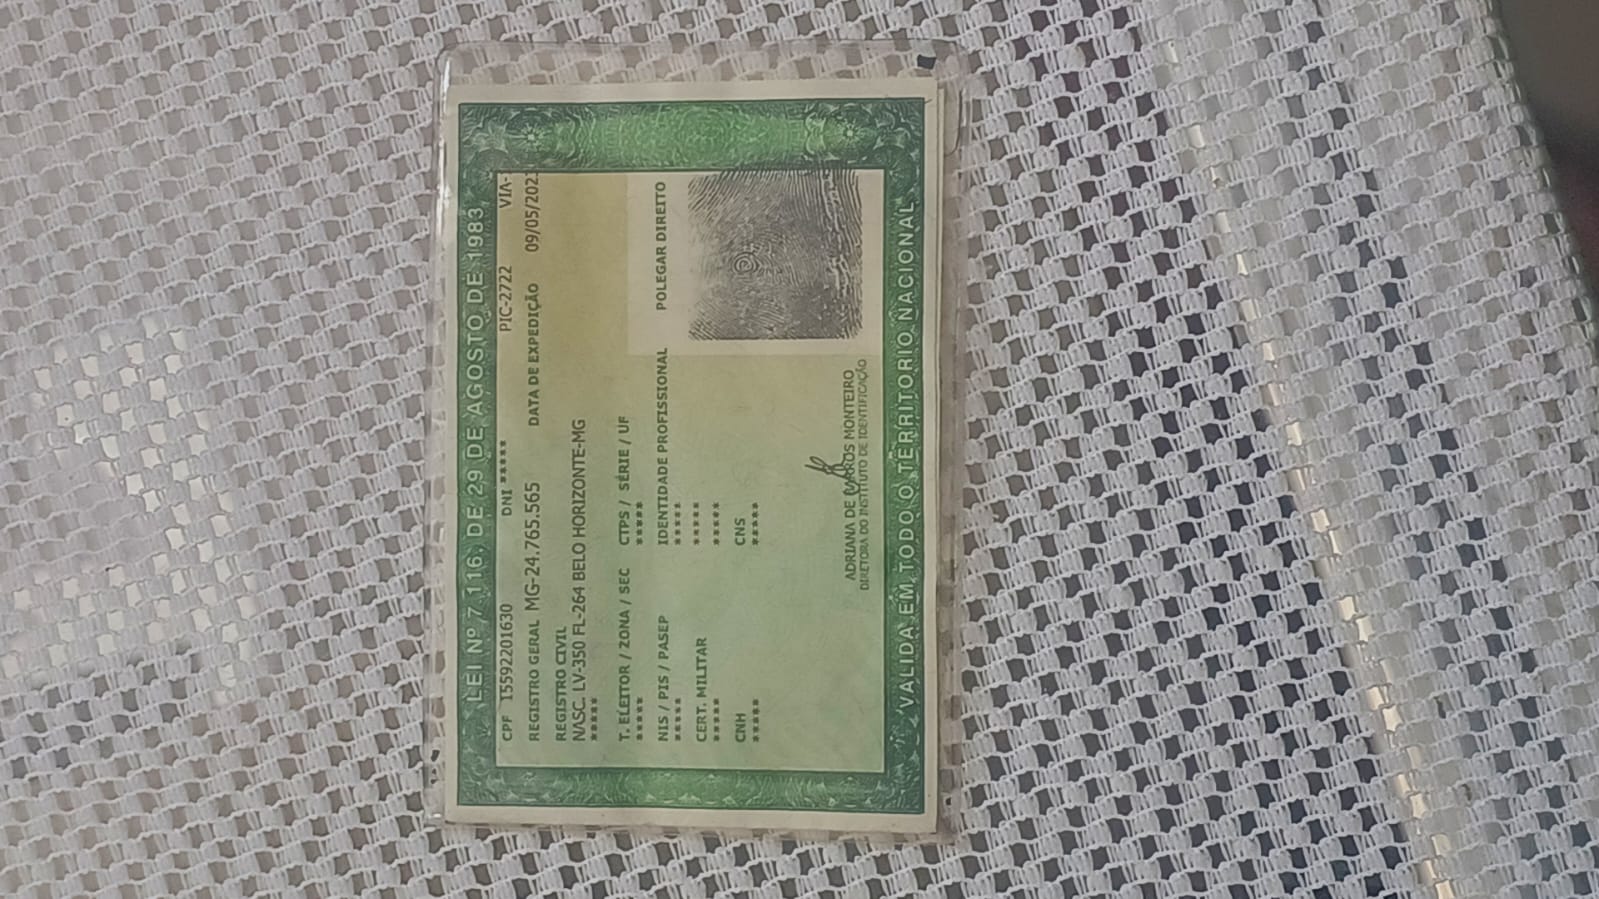 LEI Nº 7.116, DE 29 DE AGOSTO DE 1983
CPF 15592201630 DNI ***** PIC-2722 VIA-
REGISTRO GERAL MG-24.765.565 DATA DE EXPEDIÇÃO 09/05/202
REGISTRO CIVIL
NASC. LV-350 FL-264 BELO HORIZONTE-MG
*****
T. ELEITOR / ZONA / SEC CTPS / SÉRIE / UF
***** *****
NIS / PIS / PASEP IDENTIDADE PROFISSIONAL POLEGAR DIREITO
***** *****
CERT. MILITAR *****
***** *****
CNH CNS
***** *****
ADRIANA DE BARROS MONTEIRO
DIRETORA DO INSTITUTO DE IDENTIFICAÇÃO
VÁLIDA EM TODO O TERRITÓRIO NACIONAL